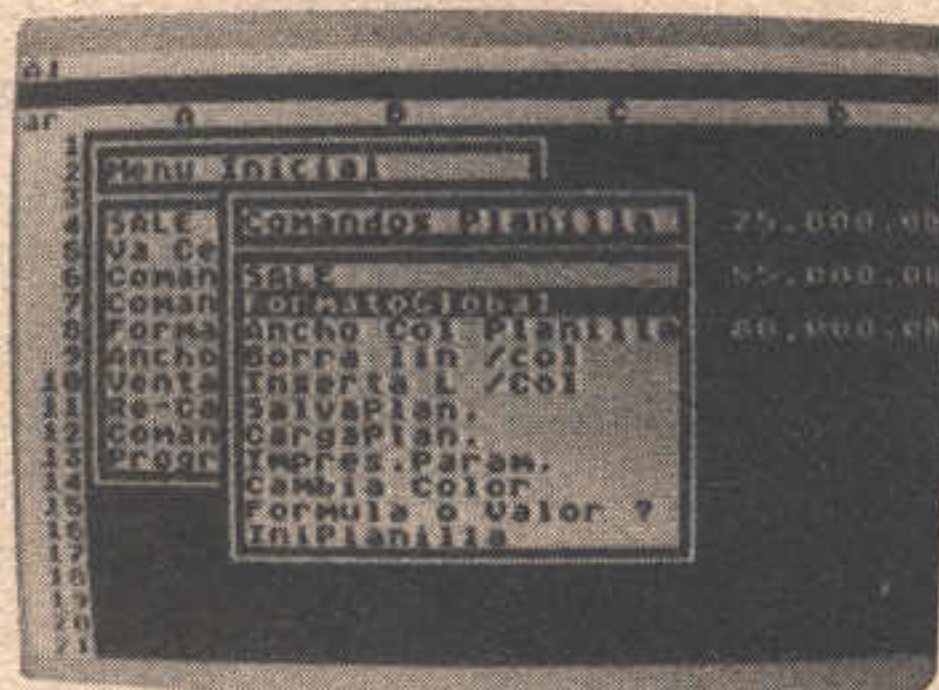 A1
ar A B C D
Menu Inicial
SALE
Va Ce
Coman
Coman
Forma
Ancho
Venta
Re-Ca
Coman
Progr
Comandos Planilla
SALE
FormatoGlobal
Ancho Col Planilla
Borra lin /col
Inserta L /Col
SalvaPlan.
CargaPlan.
Impres.Param.
Cambia Color
Formula o Valor ?
IniPlanilla
25.000.00
55.000.00
80.000.00